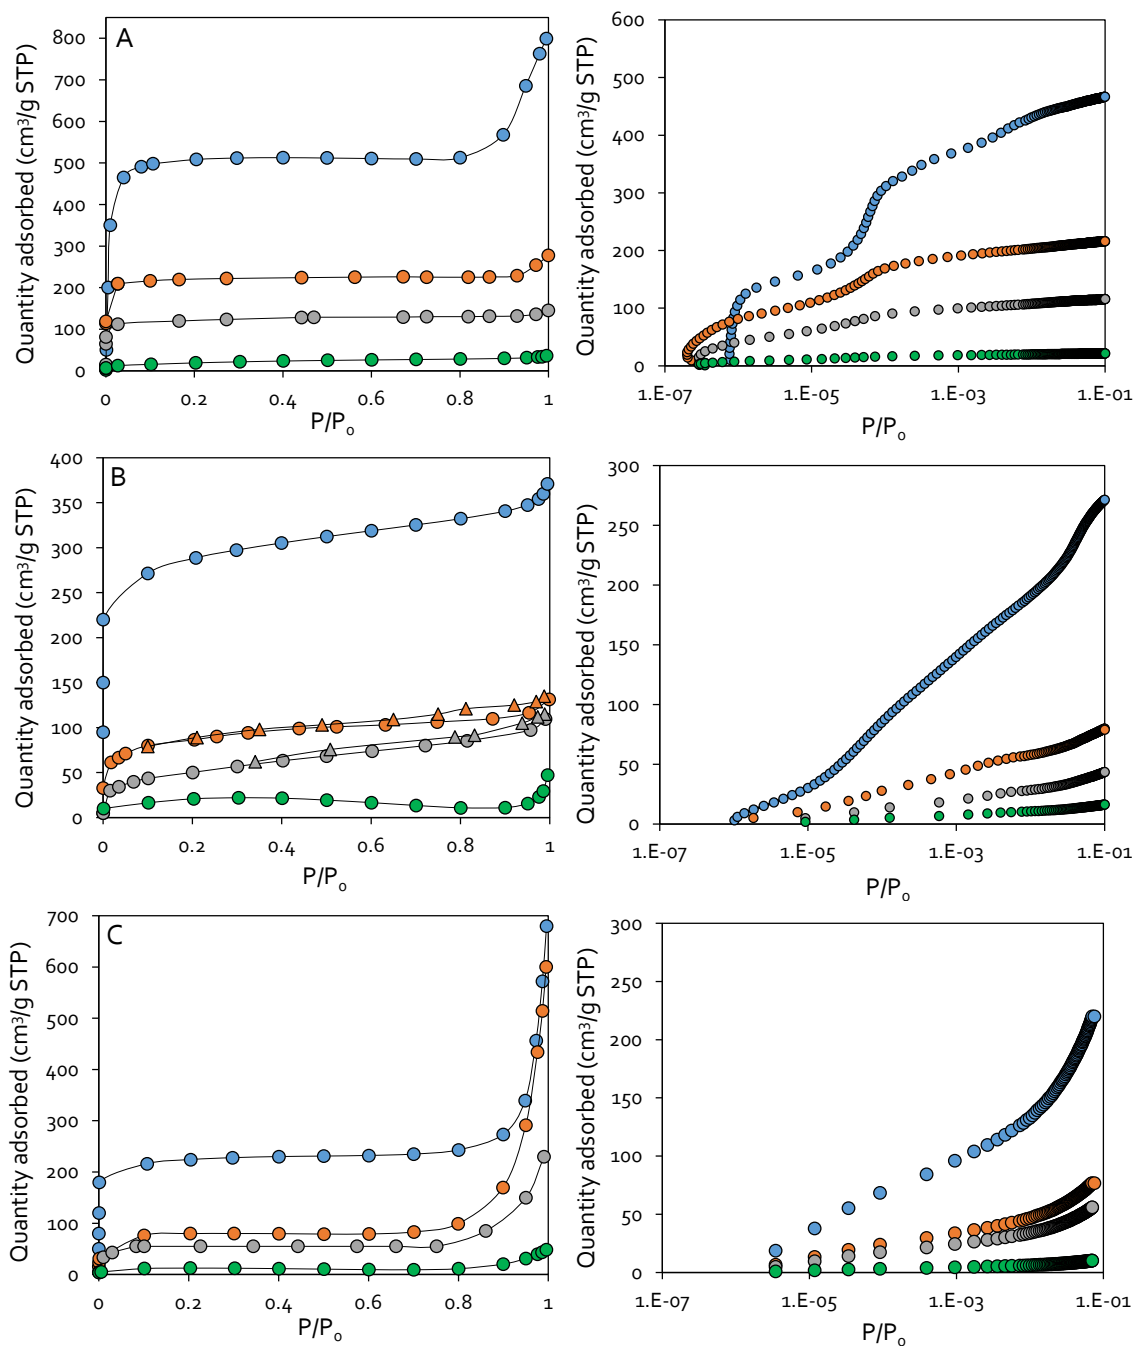 A
Quantity adsorbed (cm³/g STP)
800
700
600
500
400
300
200
100
0
0
0.2
0.4
0.6
0.8
1
P/P₀
Quantity adsorbed (cm³/g STP)
600
500
400
300
200
100
0
1.E-07
1.E-05
1.E-03
1.E-01
P/P₀
B
Quantity adsorbed (cm³/g STP)
400
350
300
250
200
150
100
50
0
0
0.2
0.4
0.6
0.8
1
P/P₀
Quantity adsorbed (cm³/g STP)
300
250
200
150
100
50
0
1.E-07
1.E-05
1.E-03
1.E-01
P/P₀
C
Quantity adsorbed (cm³/g STP)
700
600
500
400
300
200
100
0
0
0.2
0.4
0.6
0.8
1
P/P₀
Quantity adsorbed (cm³/g STP)
300
250
200
150
100
50
0
1.E-07
1.E-05
1.E-03
1.E-01
P/P₀